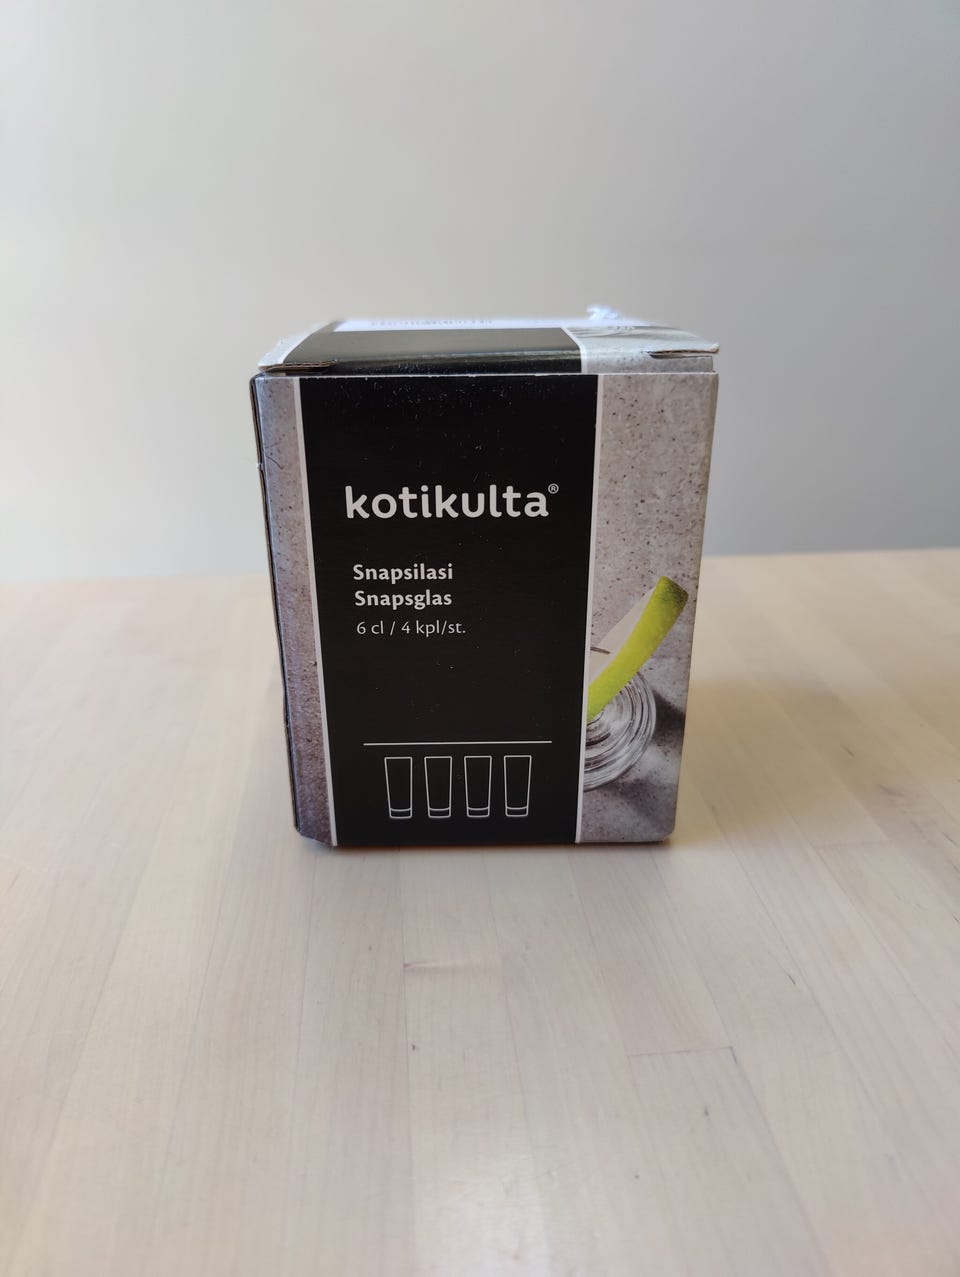 kotikulta®
Snapsilasi
Snapsglas
6 cl / 4 kpl/st.